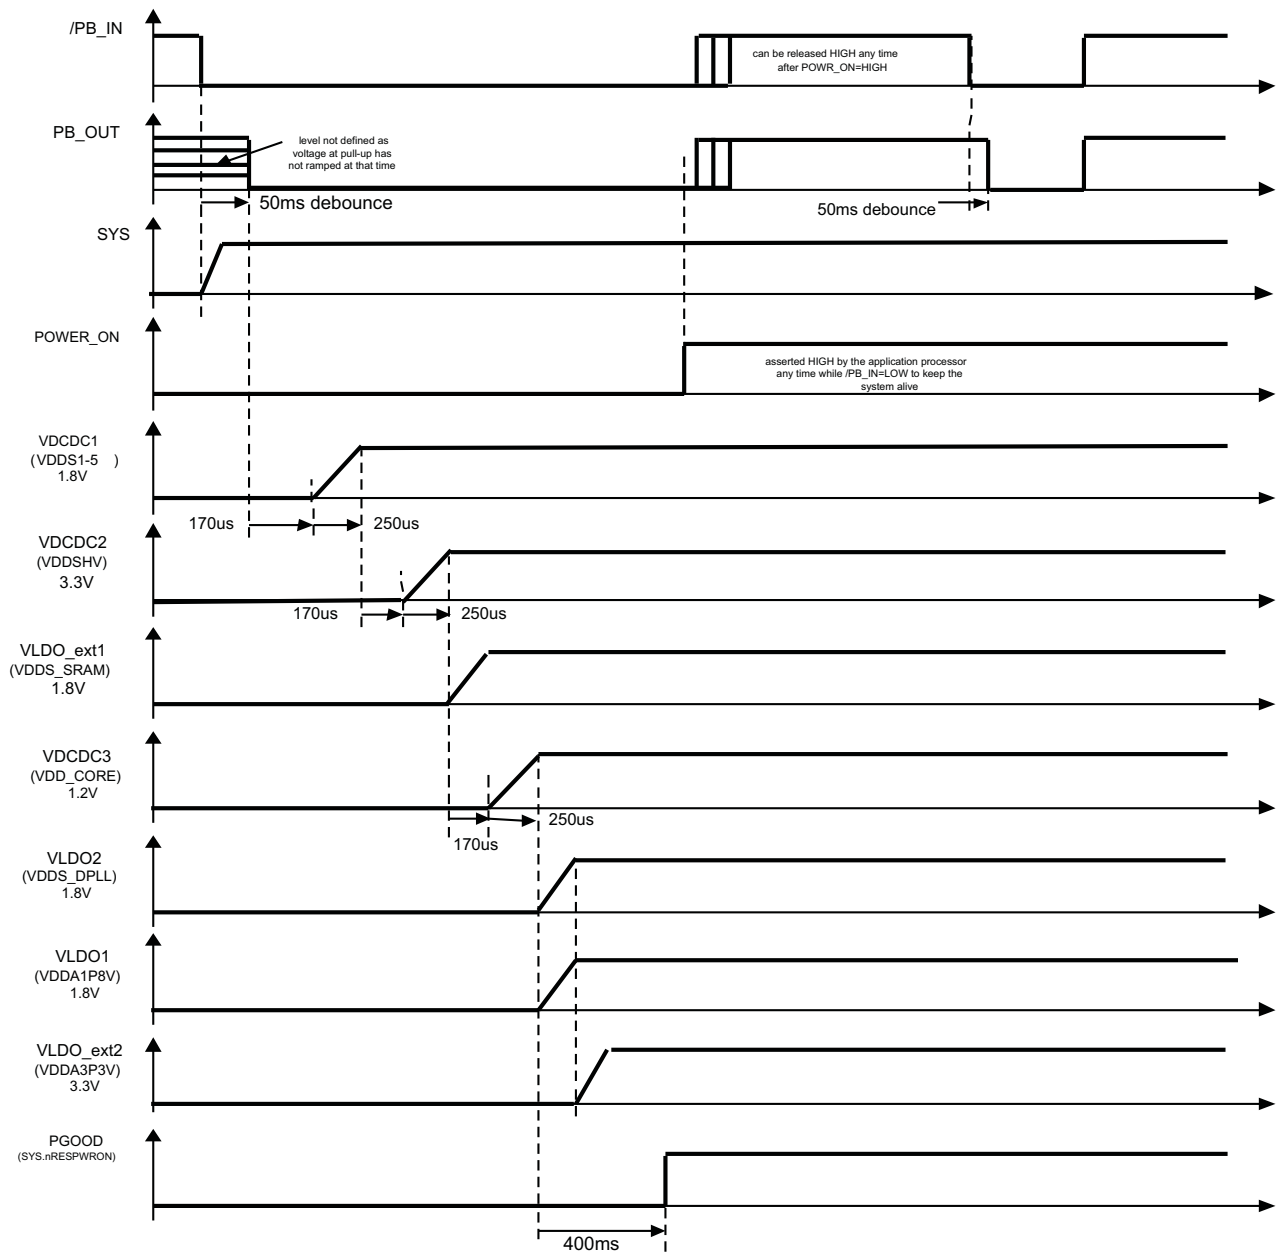 /PB_IN
can be released HIGH any time
after POWR_ON=HIGH
PB_OUT
level not defined as
voltage at pull-up has
not ramped at that time
50ms debounce
50ms debounce
SYS
POWER_ON
asserted HIGH by the application processor
any time while /PB_IN=LOW to keep the
system alive
VDCDC1
(VDDS1-5 )
1.8V
170us
250us
VDCDC2
(VDDSHV)
3.3V
170us
250us
VLDO_ext1
(VDDS_SRAM)
1.8V
VDCDC3
(VDD_CORE)
1.2V
250us
170us
VLDO2
(VDDS_DPLL)
1.8V
VLDO1
(VDDA1P8V)
1.8V
VLDO_ext2
(VDDA3P3V)
3.3V
PGOOD
(SYS.nRESPWRON)
400ms